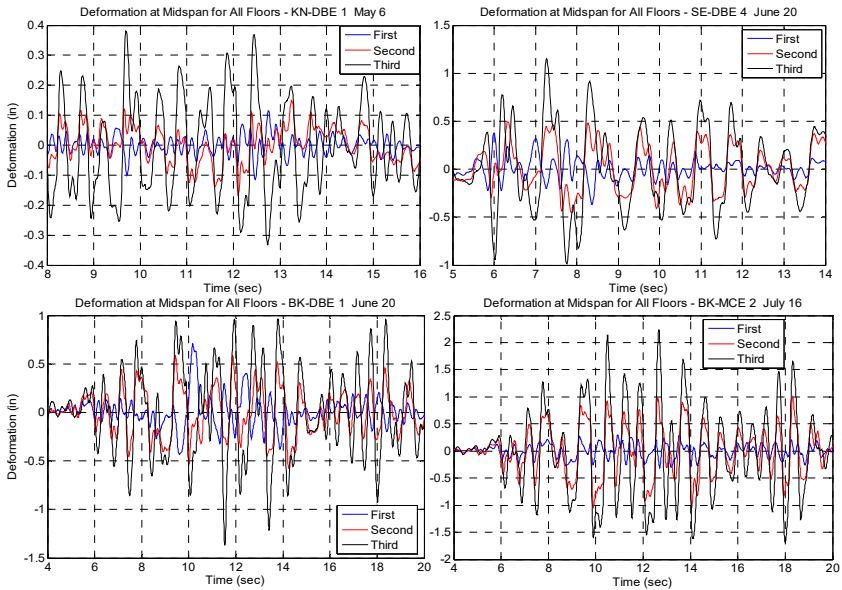 Deformation at Midspan for All Floors - KN-DBE 1 May 6
0.4
0.3
0.2
0.1
0
-0.1
-0.2
-0.3
-0.4
8 9 10 11 12 13 14 15 16
Deformation (in)
Time (sec)
First
Second
Third
Deformation at Midspan for All Floors - SE-DBE 4 June 20
1.5
1
0.5
0
-0.5
-1
5 6 7 8 9 10 11 12 13 14
Time (sec)
First
Second
Third
Deformation at Midspan for All Floors - BK-DBE 1 June 20
1
0.5
0
-0.5
-1
-1.5
4 6 8 10 12 14 16 18 20
Deformation (in)
Time (sec)
First
Second
Third
Deformation at Midspan for All Floors - BK-MCE 2 July 16
2.5
2
1.5
1
0.5
0
-0.5
-1
-1.5
-2
4 6 8 10 12 14 16 18 20
Time (sec)
First
Second
Third